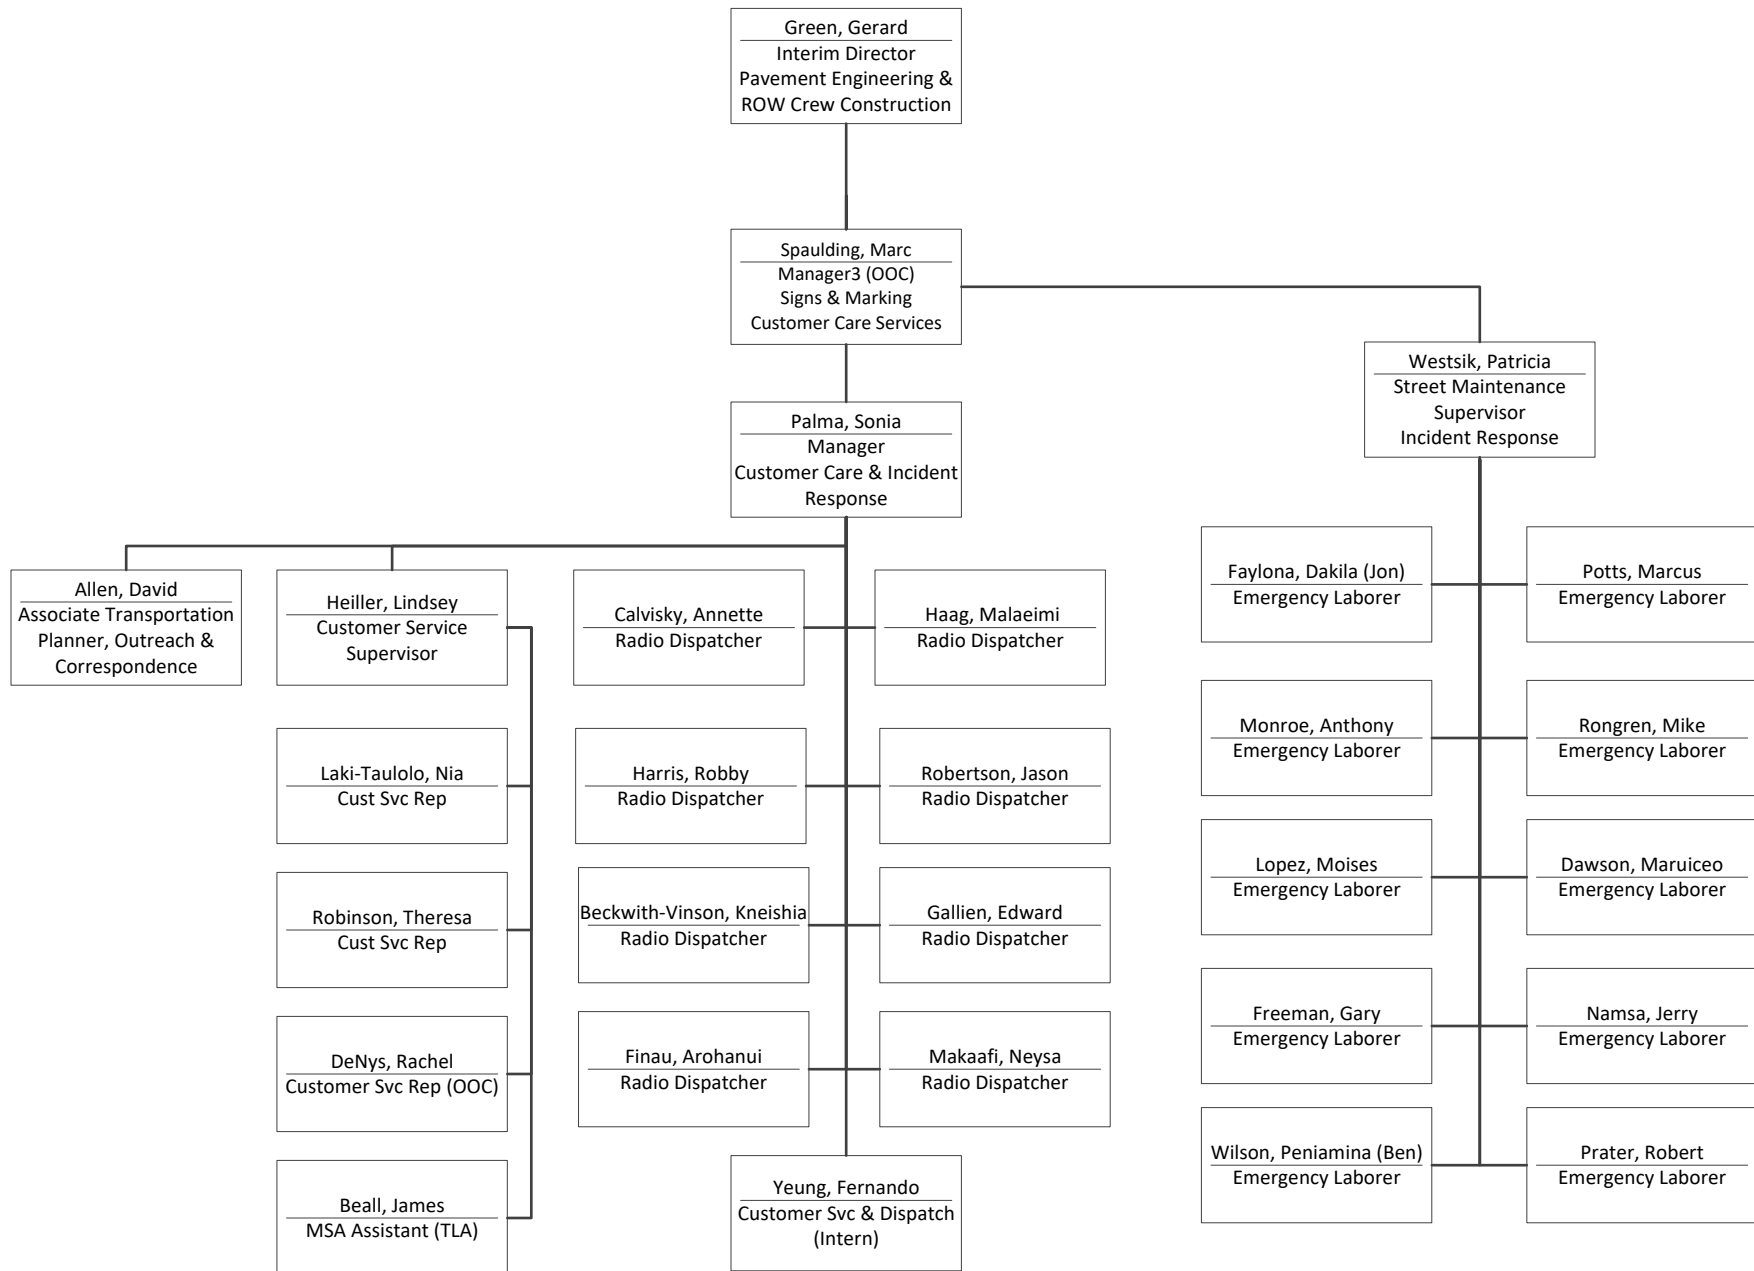 Green, Gerard
Interim Director
Pavement Engineering &
ROW Crew Construction
Spaulding, Marc
Manager3 (OOC)
Signs & Marking
Customer Care Services
Westsik, Patricia
Street Maintenance
Supervisor
Incident Response
Palma, Sonia
Manager
Customer Care & Incident
Response
Allen, David
Associate Transportation
Planner, Outreach &
Correspondence
Heiller, Lindsey
Customer Service
Supervisor
Laki-Taulolo, Nia
Cust Svc Rep
Robinson, Theresa
Cust Svc Rep
DeNys, Rachel
Customer Svc Rep (OOC)
Beall, James
MSA Assistant (TLA)
Calvisky, Annette
Radio Dispatcher
Haag, Malaeimi
Radio Dispatcher
Harris, Robby
Radio Dispatcher
Robertson, Jason
Radio Dispatcher
Beckwith-Vinson, Kneishia
Radio Dispatcher
Gallien, Edward
Radio Dispatcher
Finau, Arohanui
Radio Dispatcher
Makaafi, Neysa
Radio Dispatcher
Yeung, Fernando
Customer Svc & Dispatch
(Intern)
Faylona, Dakila (Jon)
Emergency Laborer
Potts, Marcus
Emergency Laborer
Monroe, Anthony
Emergency Laborer
Rongren, Mike
Emergency Laborer
Lopez, Moises
Emergency Laborer
Dawson, Maruiceo
Emergency Laborer
Freeman, Gary
Emergency Laborer
Namsa, Jerry
Emergency Laborer
Wilson, Peniamina (Ben)
Emergency Laborer
Prater, Robert
Emergency Laborer